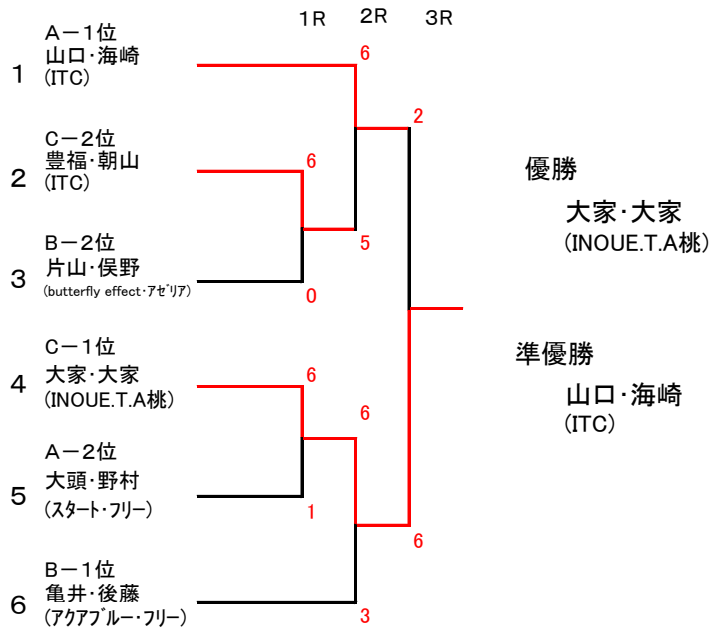 1R 2R 3R
A－1位
1 山口・海崎
(ITC)
6
2
C－2位
2 豊福・朝山
(ITC)
6
B－2位
3 片山・俣野
(butterfly effect・アゼリア)
5
0
C－1位
4 大家・大家
(INOUE.T.A桃)
6
6
A－2位
5 大頭・野村
(スタート・フリー)
1
6
B－1位
6 亀井・後藤
(アクアブルー・フリー)
3
優勝
大家・大家
(INOUE.T.A桃)
準優勝
山口・海崎
(ITC)